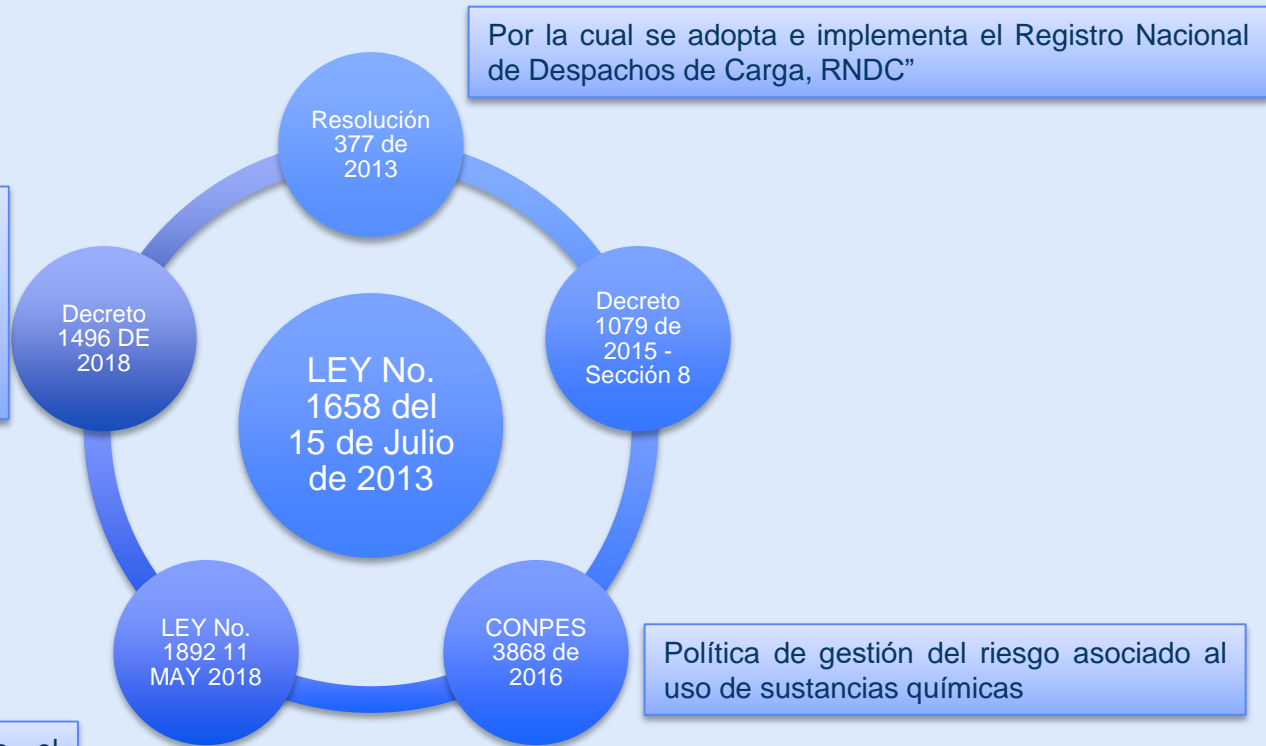 Por la cual se adopta e implementa el Registro Nacional
de Despachos de Carga, RNDC”
Resolución
377 de
2013
Decreto
1079 de
2015 -
Sección 8
CONPES
3868 de
2016
Política de gestión del riesgo asociado al
uso de sustancias químicas
LEY No.
1892 11
MAY 2018
Decreto
1496 DE
2018
LEY No.
1658 del
15 de Julio
de 2013